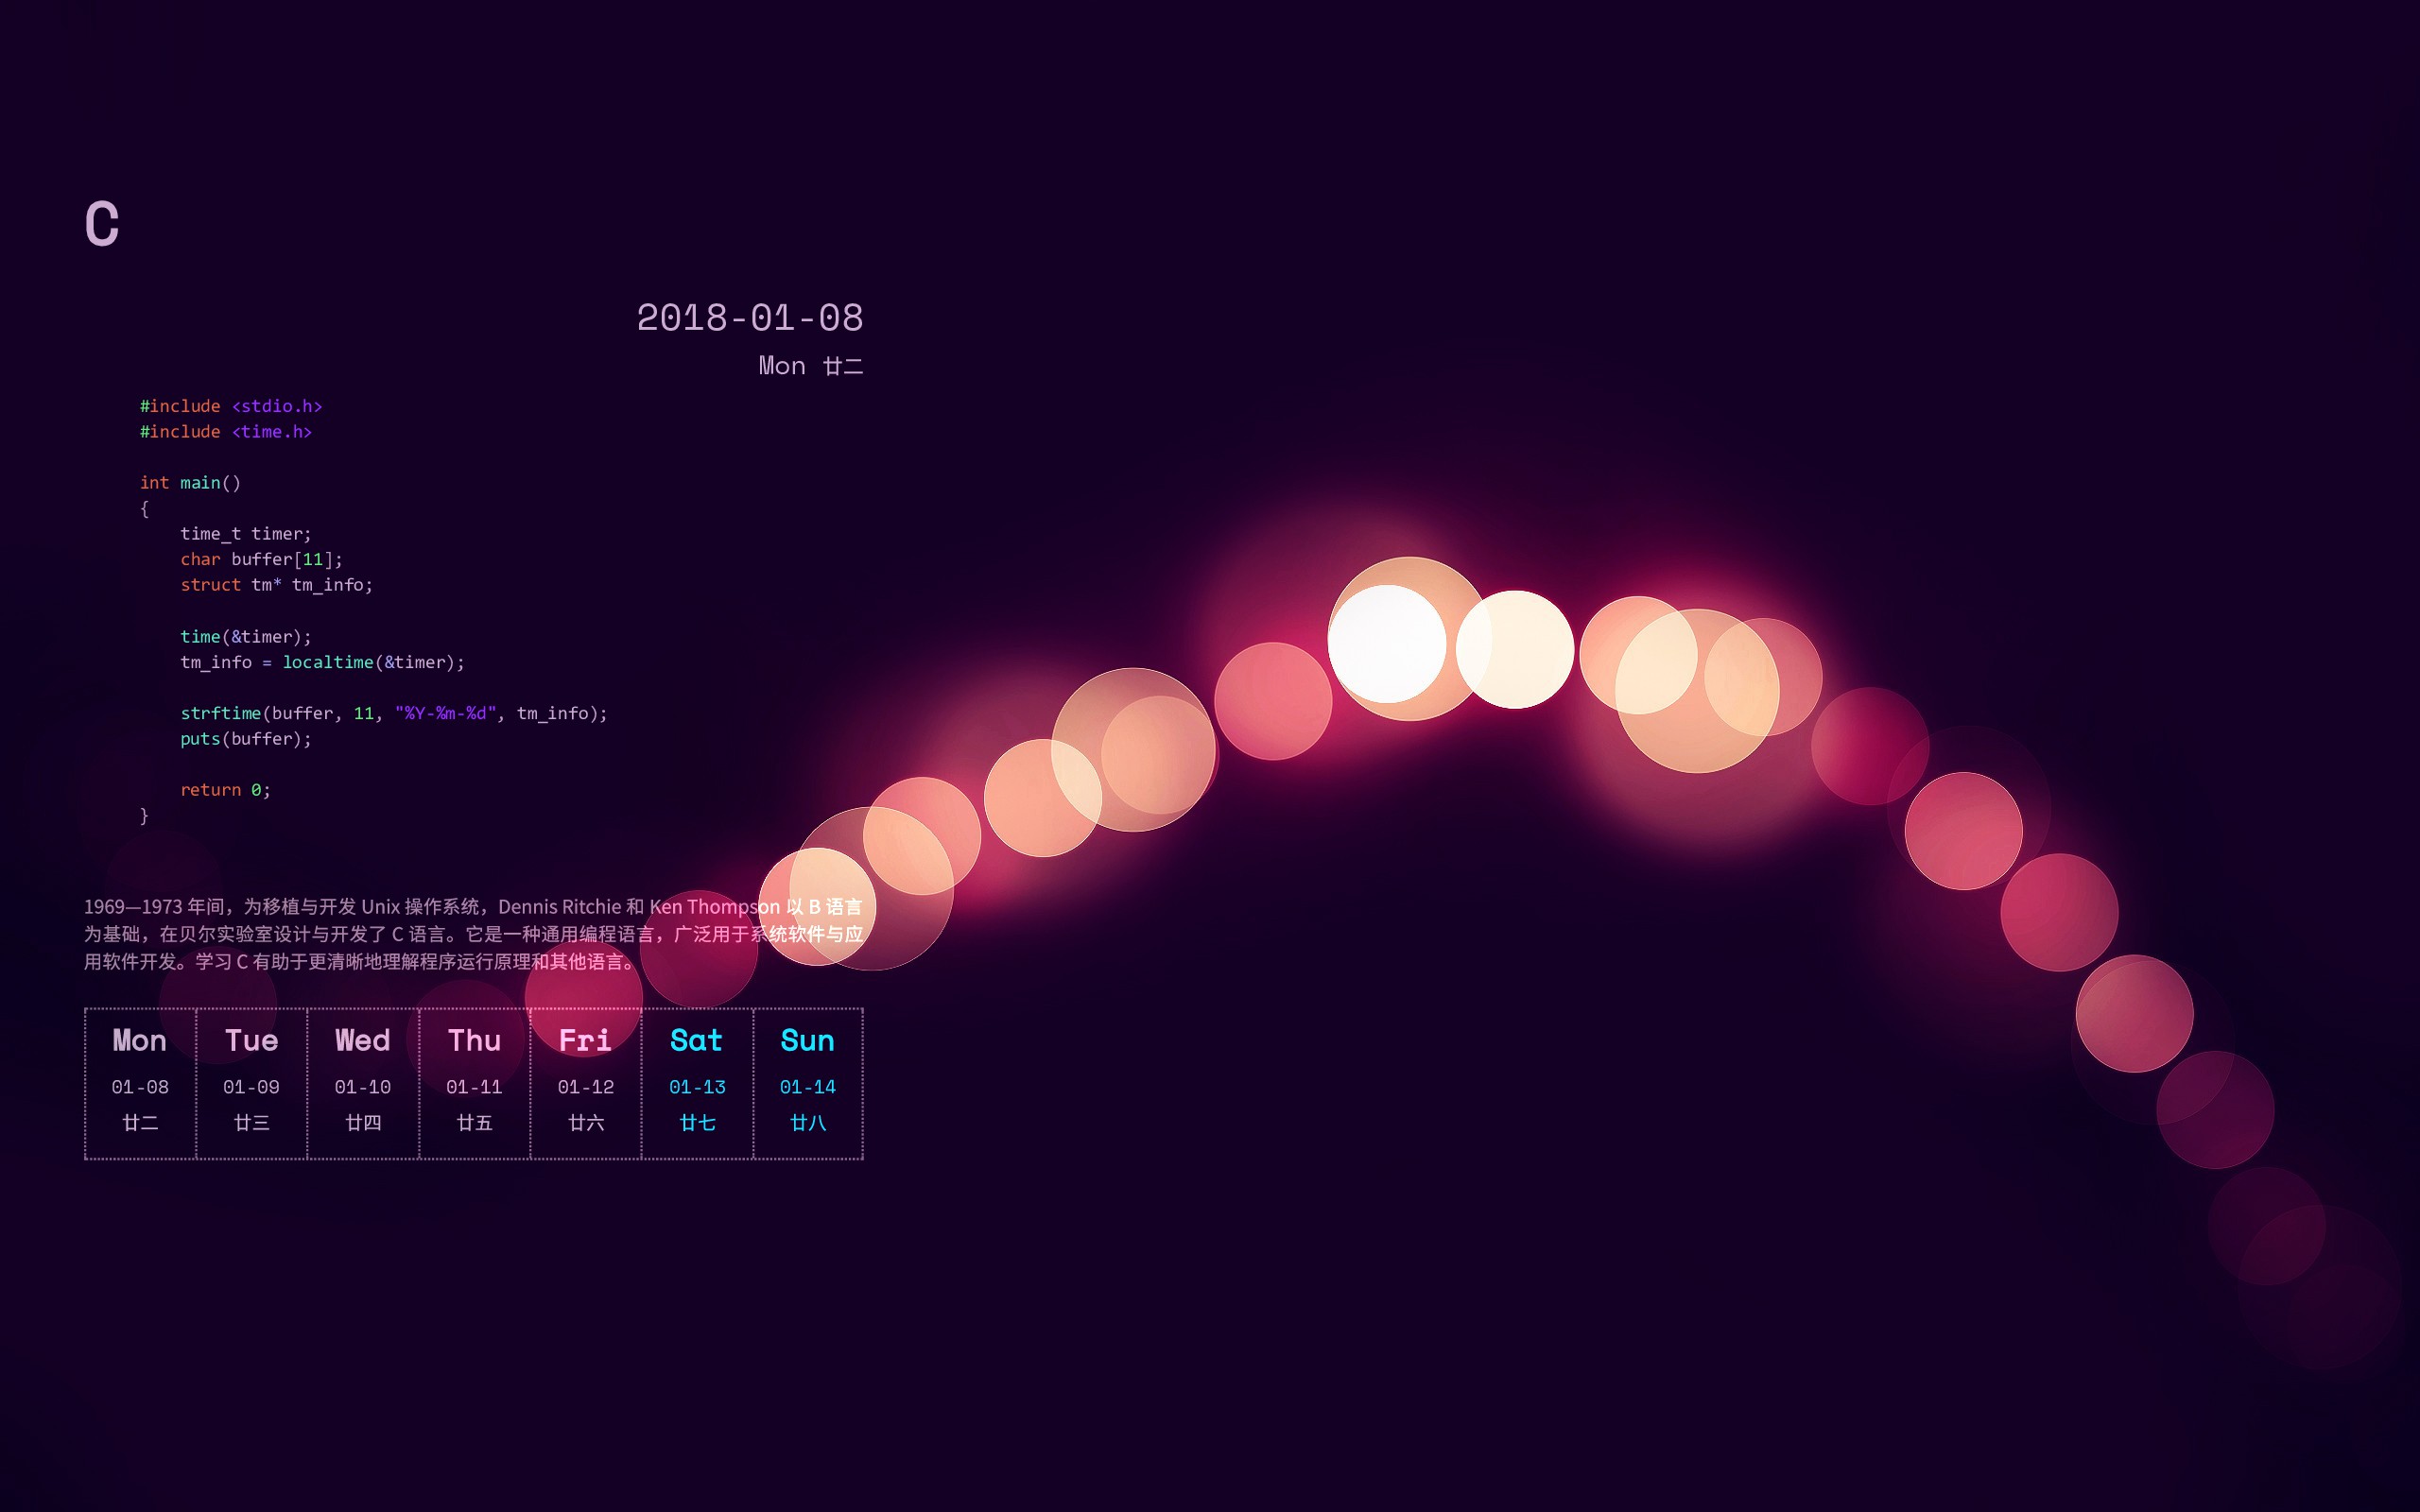 C
2018-01-08
Mon 廿二
#include <stdio.h>
#include <time.h>
int main()
{
    time_t timer;
    char buffer[11];
    struct tm* tm_info;
    time(&timer);
    tm_info = localtime(&timer);
    strftime(buffer, 11, "%Y-%m-%d", tm_info);
    puts(buffer);
    return 0;
}
1969—1973 年间，为移植与开发 Unix 操作系统，Dennis Ritchie 和 Ken Thompson 以 B 语言
为基础，在贝尔实验室设计与开发了 C 语言。它是一种通用编程语言，广泛用于系统软件与应
用软件开发。学习 C 有助于更清晰地理解程序运行原理和其他语言。
Mon Tue Wed Thu Fri Sat Sun
01-08 01-09 01-10 01-11 01-12 01-13 01-14
廿二 廿三 廿四 廿五 廿六 廿七 廿八